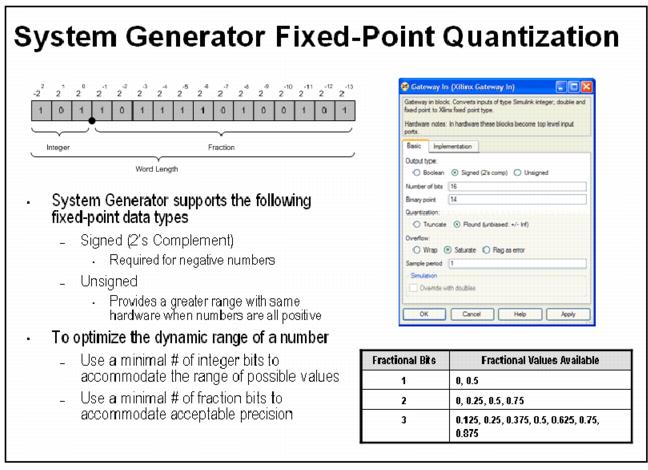 System Generator Fixed-Point Quantization
-2² 2¹ 2⁰ 2⁻¹ 2⁻² 2⁻³ 2⁻⁴ 2⁻⁵ 2⁻⁶ 2⁻⁷ 2⁻⁸ 2⁻⁹ 2⁻¹⁰ 2⁻¹¹ 2⁻¹² 2⁻¹³
1 0 1 1 0 1 1 1 1 0 1 0 0 1 0 1
Integer Fraction
Word Length
• System Generator supports the following
fixed-point data types
– Signed (2's Complement)
• Required for negative numbers
– Unsigned
• Provides a greater range with same
hardware when numbers are all positive
• To optimize the dynamic range of a number
– Use a minimal # of integer bits to
accommodate the range of possible values
– Use a minimal # of fraction bits to
accommodate acceptable precision
Gateway In (Xilinx Gateway In)
Gateway in block. Converts inputs of type Simulink integer, double and
fixed point to Xilinx fixed point type.
Hardware notes: In hardware these blocks become top level input
ports.
Basic Implementation
Output type:
Boolean Signed (2's comp) Unsigned
Number of bits 16
Binary point 14
Quantization:
Truncate Round (unbiased: +/- Inf)
Overflow:
Wrap Saturate Flag as error
Sample period 1
Simulation
Override with doubles
OK Cancel Help Apply
Fractional Bits Fractional Values Available
1 0, 0.5
2 0, 0.25, 0.5, 0.75
3 0.125, 0.25, 0.375, 0.5, 0.625, 0.75,
0.875